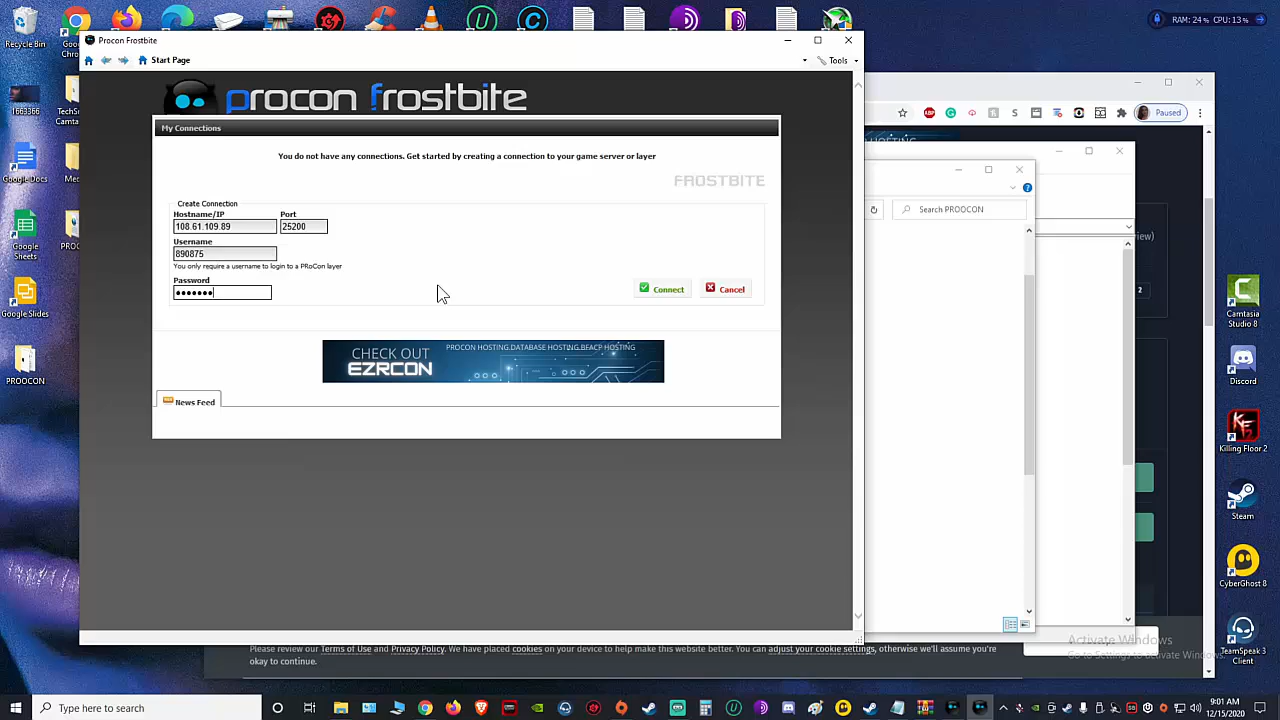 Recycle Bin
RAM: 24 % CPU: 13%
Procon Frostbite
Start Page
Tools
procon frostbite
Paused
My Connections
You do not have any connections. Get started by creating a connection to your game server or layer
FROSTBITE
Create Connection
Hostname/IP Port
108.61.109.89 25200
Username
890875
You only require a username to login to a PRoCon layer
Password
•••••••
Connect Cancel
CHECK OUT
EZRCON
PROCON HOSTING.DATABASE HOSTING.BFACP HOSTING
News Feed
Search PROOCON
2
1663366
TechSm
Camta
Google Docs
Google
Sheets
Google Slides
PROOCON
Camtasia
Studio 8
Discord
Killing Floor 2
Steam
CyberGhost 8
TeamSpeak 3
Client
Activate Windows
Go to Settings to activate Windows.
Please review our Terms of Use and Privacy Policy. We have placed cookies on your device to help make this website better. You can adjust your cookie settings, otherwise we'll assume you're
okay to continue.
Type here to search
9:01 AM
12/15/2020